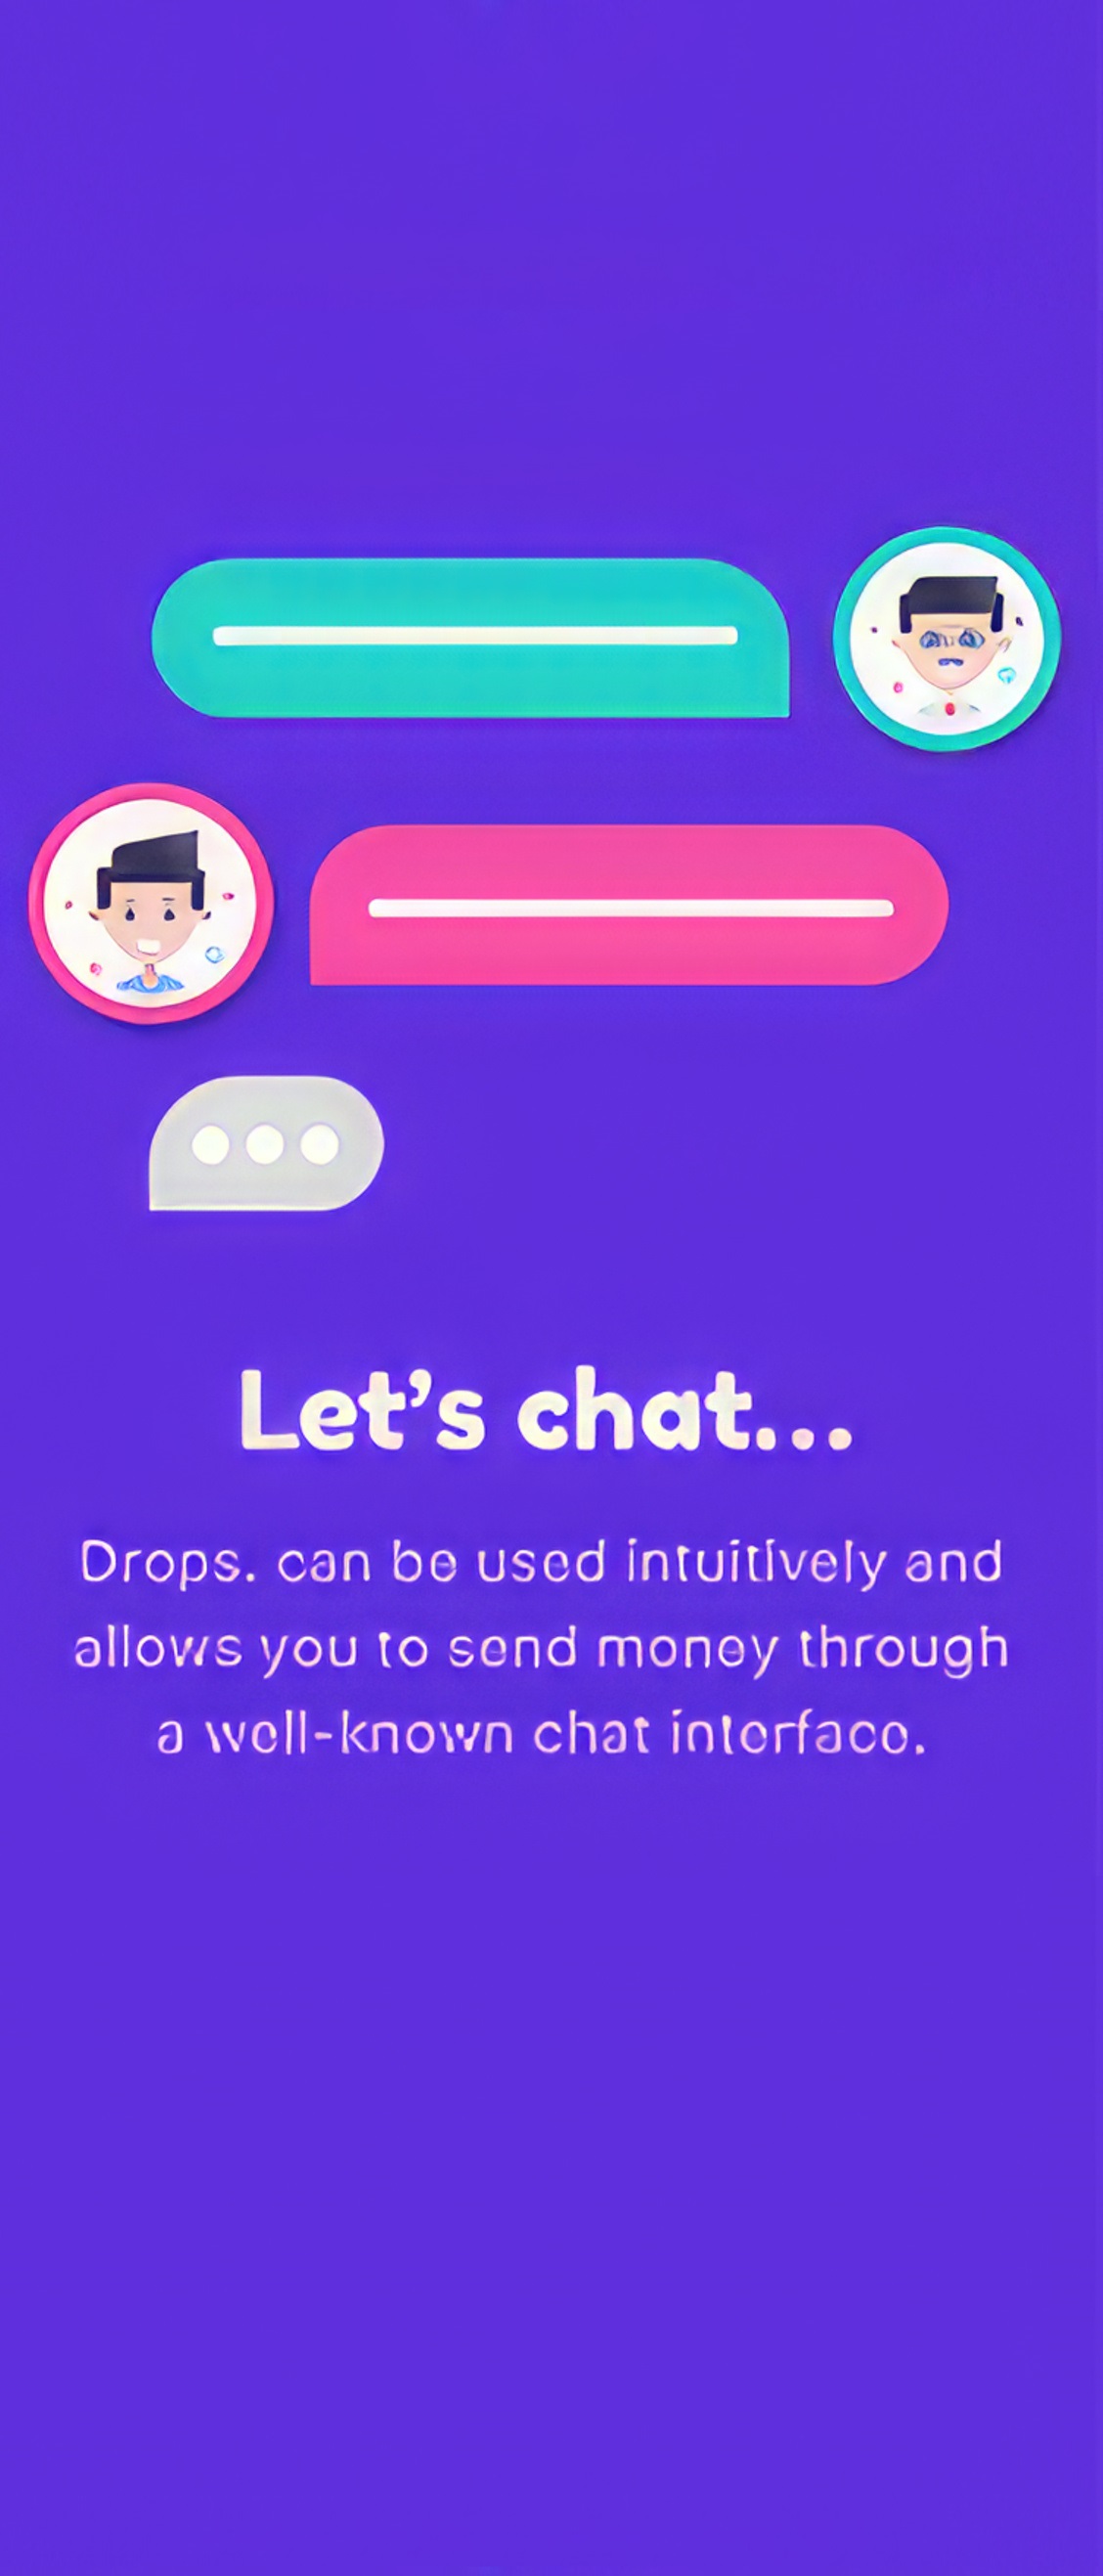 Let's chat...
Drops. can be used intuitively and
allows you to send money through
a well-known chat interface.